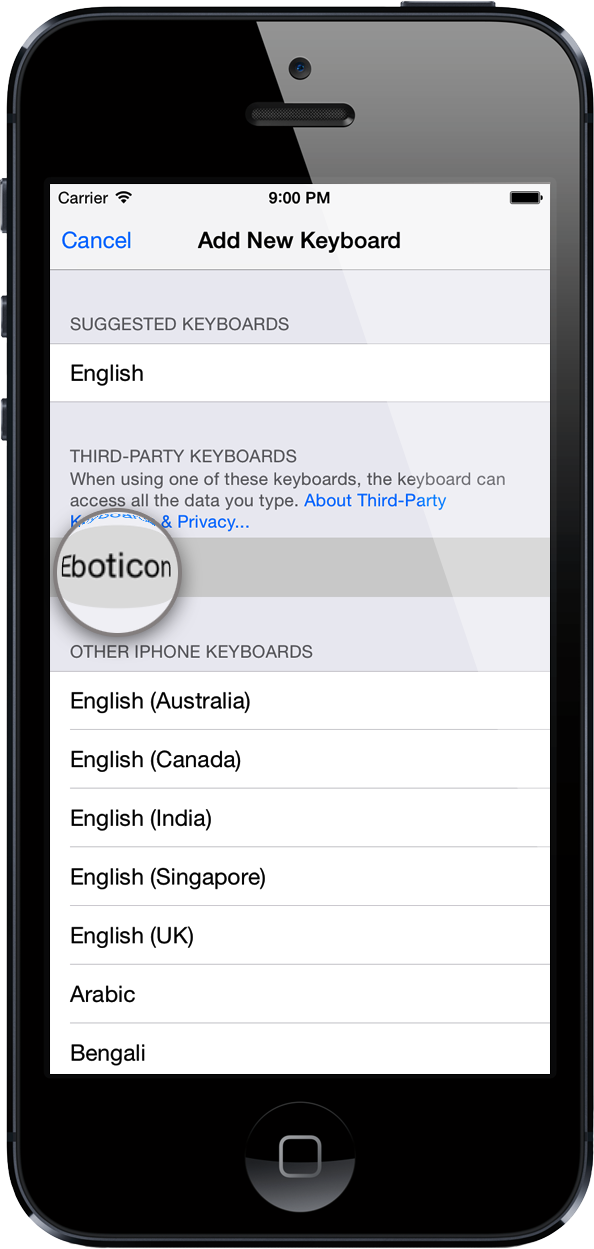 Carrier 9:00 PM
Cancel Add New Keyboard
SUGGESTED KEYBOARDS
English
THIRD-PARTY KEYBOARDS
When using one of these keyboards, the keyboard can
access all the data you type. About Third-Party
Keyboards & Privacy...
Eboticon
OTHER IPHONE KEYBOARDS
English (Australia)
English (Canada)
English (India)
English (Singapore)
English (UK)
Arabic
Bengali